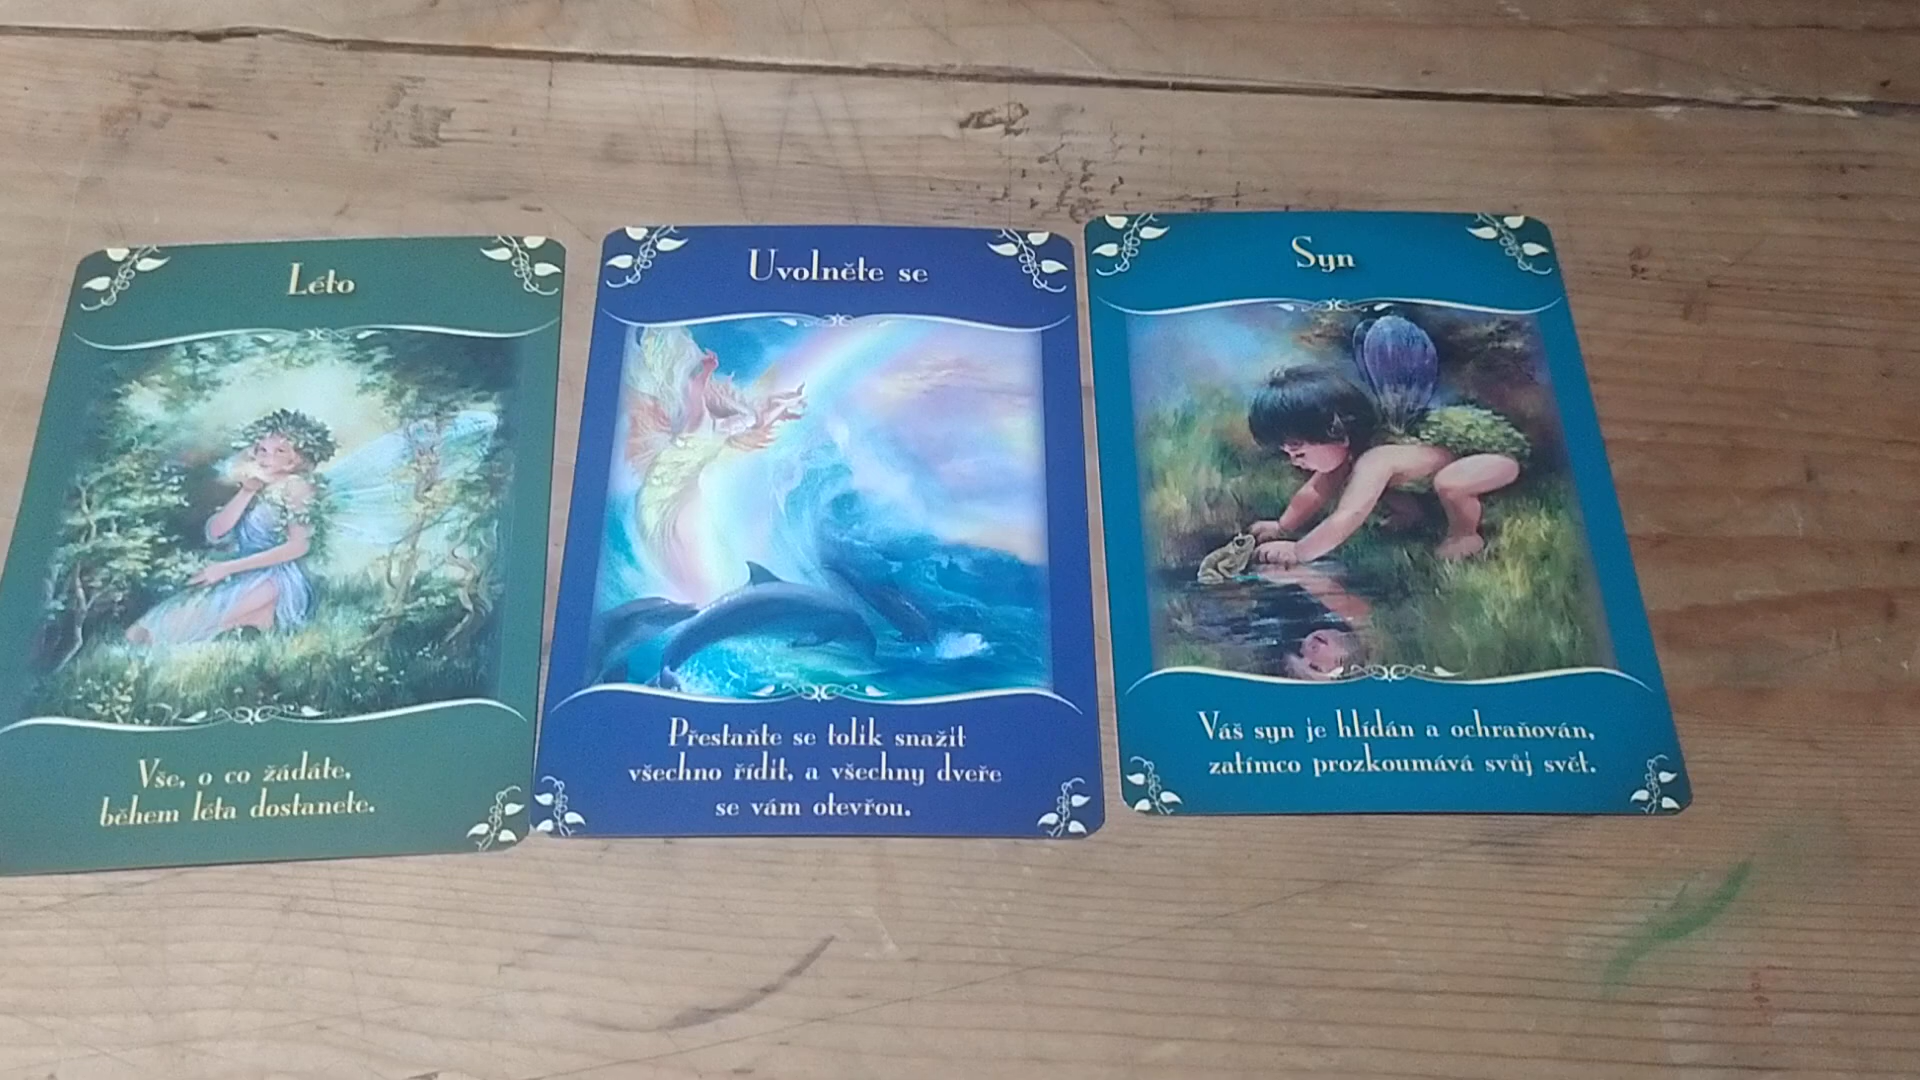 Léto
Vše, o co žádáte,
během léta dostanete.
Uvolněte se
Přestaňte se tolik snažit
všechno řídit, a všechny dveře
se vám otevřou.
Syn
Váš syn je hlídán a ochraňován,
zatímco prozkoumává svůj svět.